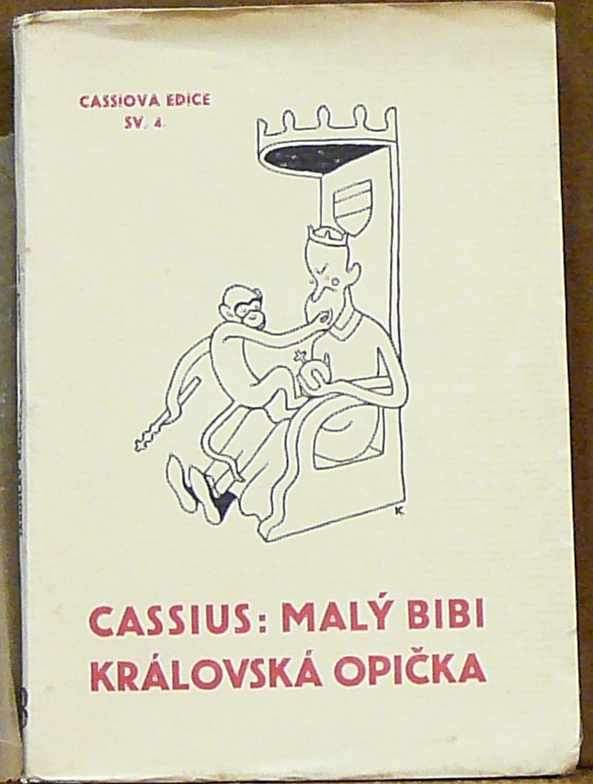 CASSIOVA EDICE
SV. 4.
K.
CASSIUS: MALÝ BIBI
KRÁLOVSKÁ OPIČKA